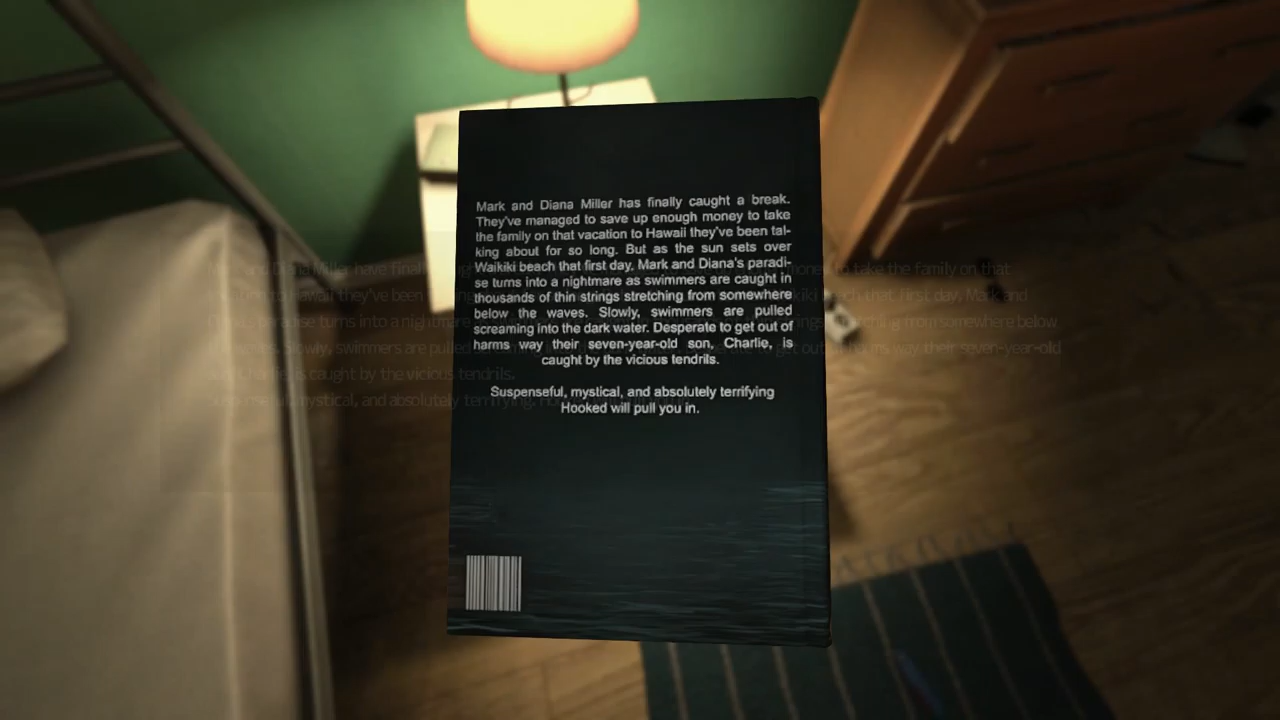 Mark and Diana Miller has finally caught a break.
They've managed to save up enough money to take
the family on that vacation to Hawaii they've been tal-
king about for so long. But as the sun sets over
Waikiki beach that first day, Mark and Diana's paradi-
se turns into a nightmare as swimmers are caught in
thousands of thin strings stretching from somewhere
below the waves. Slowly, swimmers are pulled
screaming into the dark water. Desperate to get out of
harms way their seven-year-old son, Charlie, is
caught by the vicious tendrils.
Suspenseful, mystical, and absolutely terrifying
Hooked will pull you in.